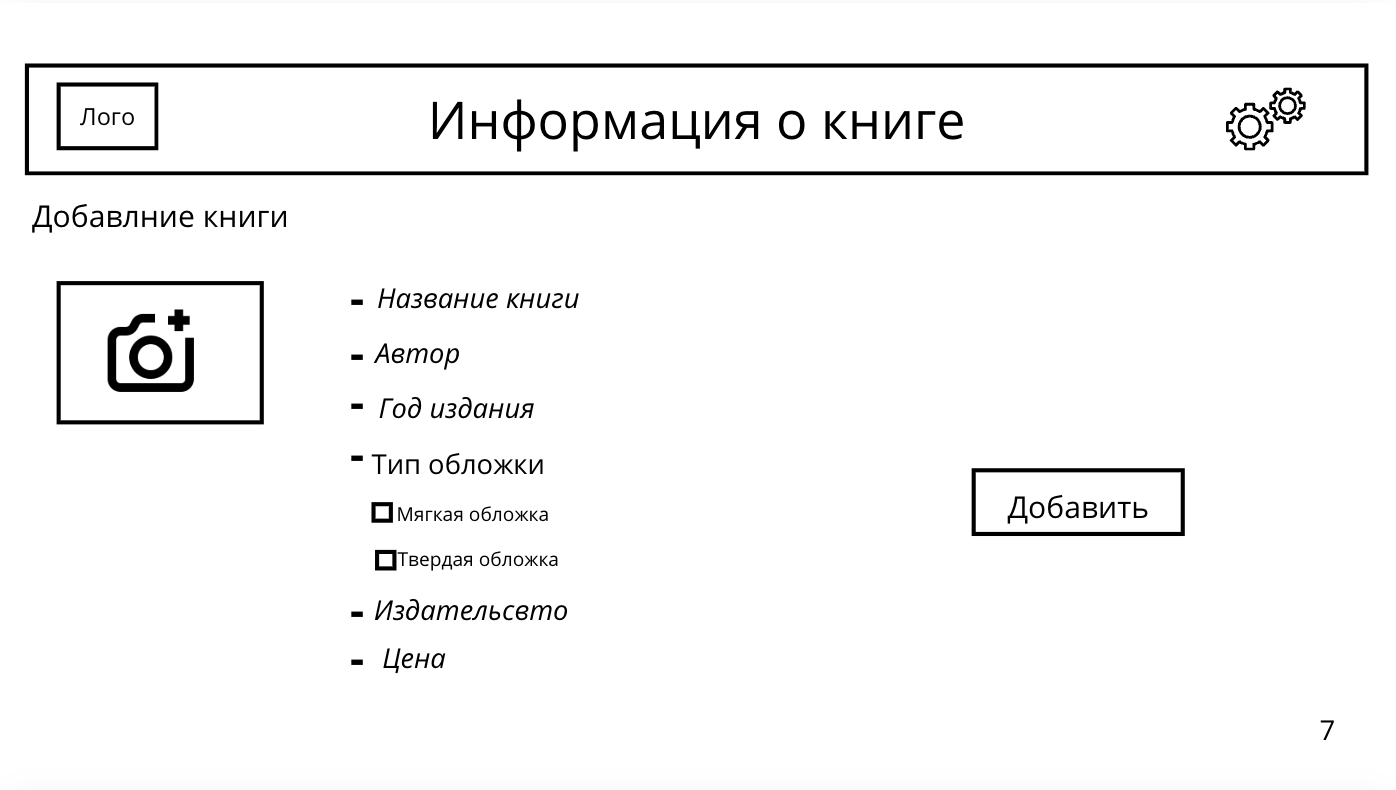 Лого
Информация о книге
Добавлние книги
- Название книги
- Автор
- Год издания
- Тип обложки
Мягкая обложка
Твердая обложка
- Издательсвто
- Цена
Добавить
7